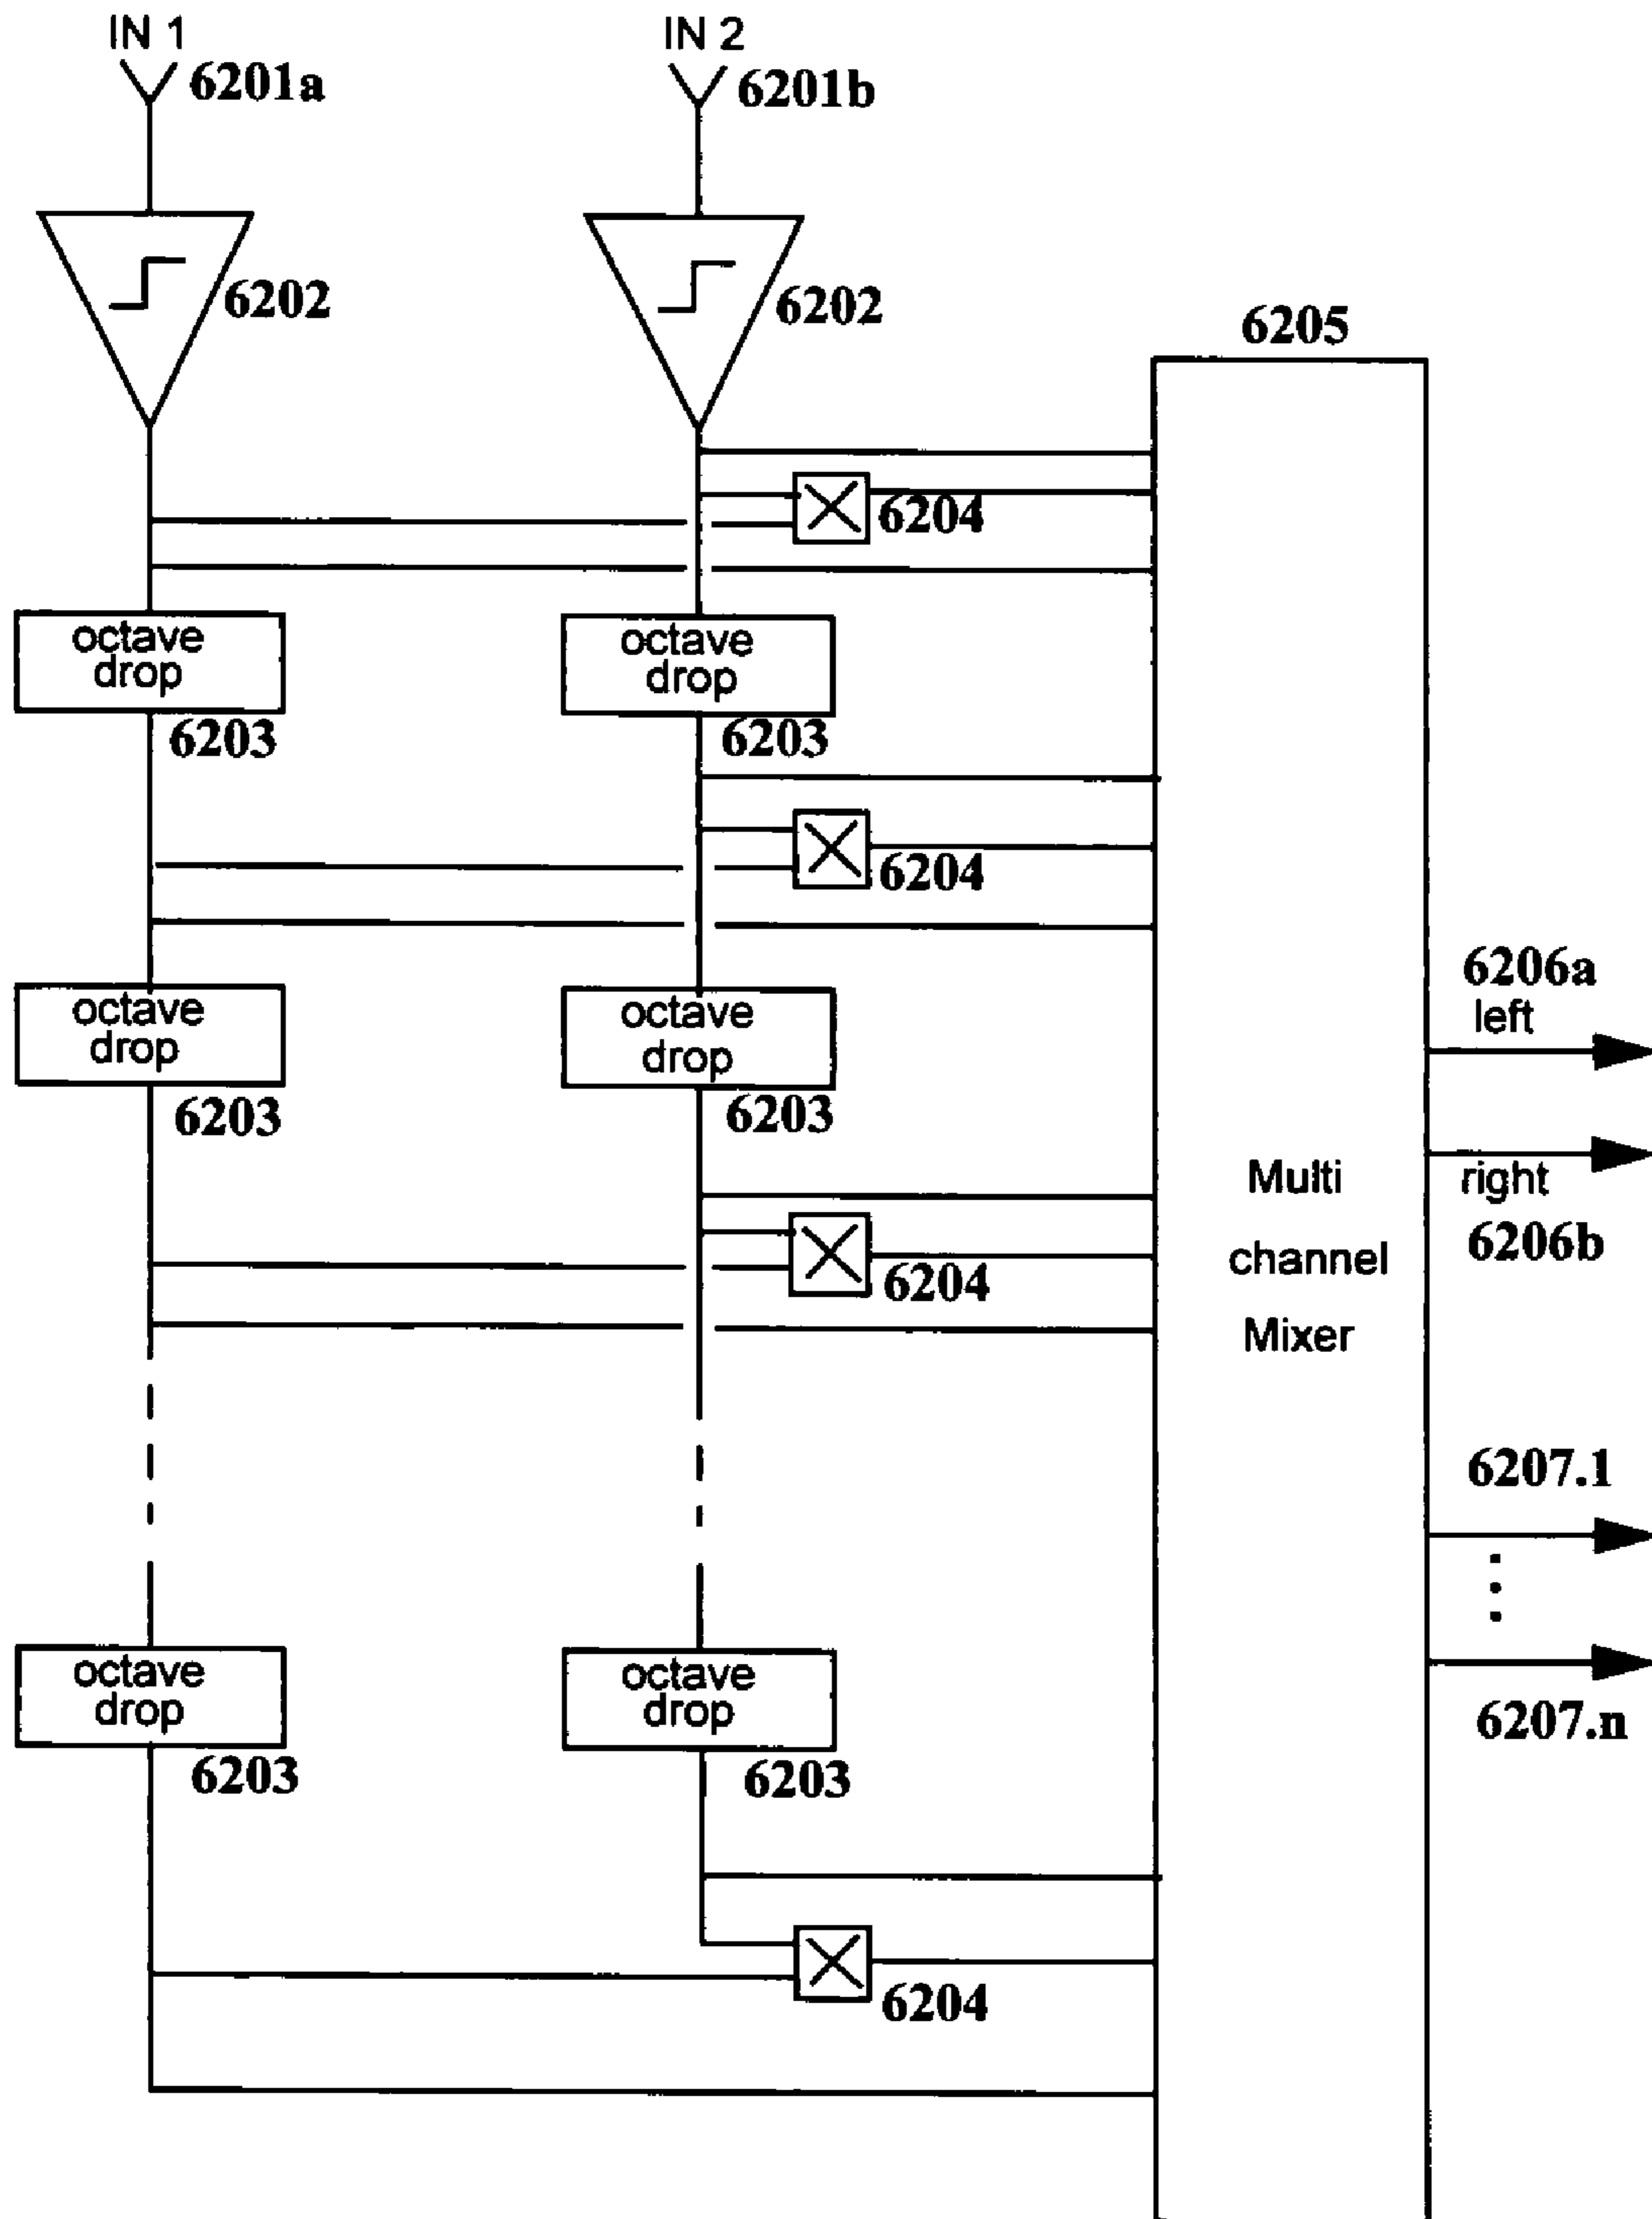 IN 1
6201a
IN 2
6201b
6202
6202
6205
6204
octave
drop
6203
octave
drop
6203
6204
octave
drop
6203
octave
drop
6203
6206a
left
right
6206b
Multi
channel
Mixer
6204
6207.1
6207.n
octave
drop
6203
octave
drop
6203
6204